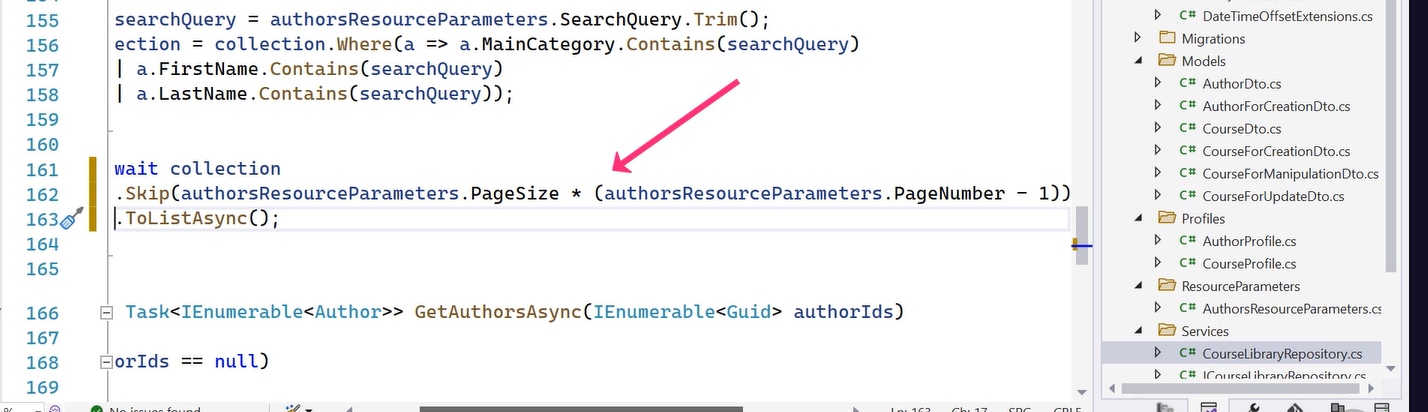 155 searchQuery = authorsResourceParameters.SearchQuery.Trim();
156 ection = collection.Where(a => a.MainCategory.Contains(searchQuery)
157 | a.FirstName.Contains(searchQuery)
158 | a.LastName.Contains(searchQuery));
159
160
161 wait collection
162 .Skip(authorsResourceParameters.PageSize * (authorsResourceParameters.PageNumber - 1))
163 .ToListAsync();
164
165
166 Task<IEnumerable<Author>> GetAuthorsAsync(IEnumerable<Guid> authorIds)
167
168 orIds == null)
169
No issues found
Ln: 163 Ch: 17 SPC CRLF
C# DateTimeOffsetExtensions.cs
Migrations
Models
C# AuthorDto.cs
C# AuthorForCreationDto.cs
C# CourseDto.cs
C# CourseForCreationDto.cs
C# CourseForManipulationDto.cs
C# CourseForUpdateDto.cs
Profiles
C# AuthorProfile.cs
C# CourseProfile.cs
ResourceParameters
C# AuthorsResourceParameters.cs
Services
C# CourseLibraryRepository.cs
C# ICourseLibraryRepository.cs